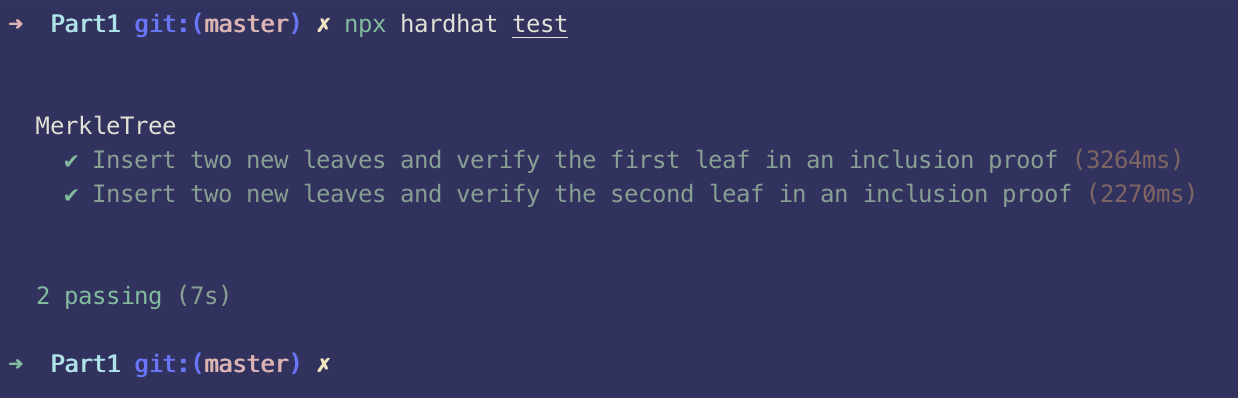 ➜  Part1 git:(master) ✗ npx hardhat test
MerkleTree
✔ Insert two new leaves and verify the first leaf in an inclusion proof (3264ms)
✔ Insert two new leaves and verify the second leaf in an inclusion proof (2270ms)
2 passing (7s)
➜  Part1 git:(master) ✗